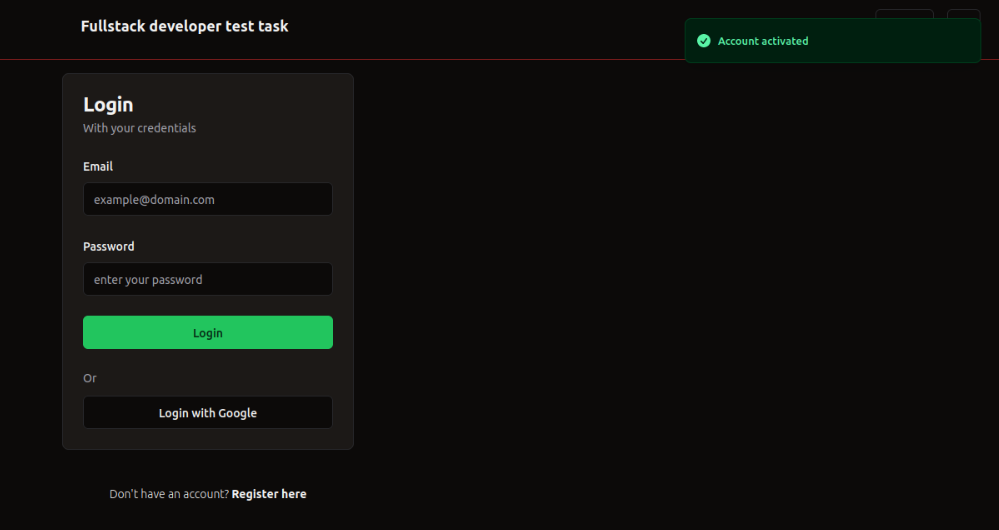 Fullstack developer test task
Account activated
Login
With your credentials
Email
example@domain.com
Password
enter your password
Login
Or
Login with Google
Don't have an account? Register here